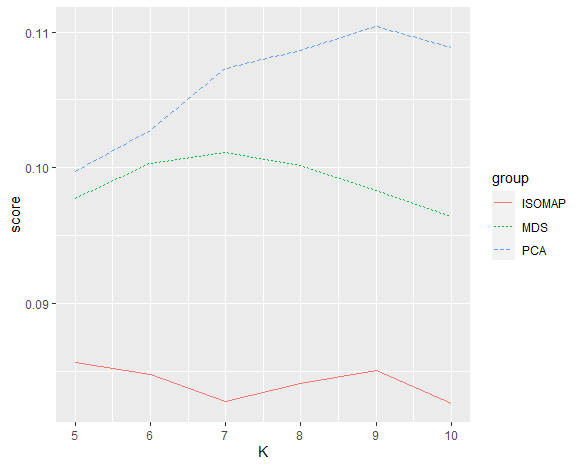 0.11
0.10
0.09
score
5 6 7 8 9 10
K
group
ISOMAP
MDS
PCA